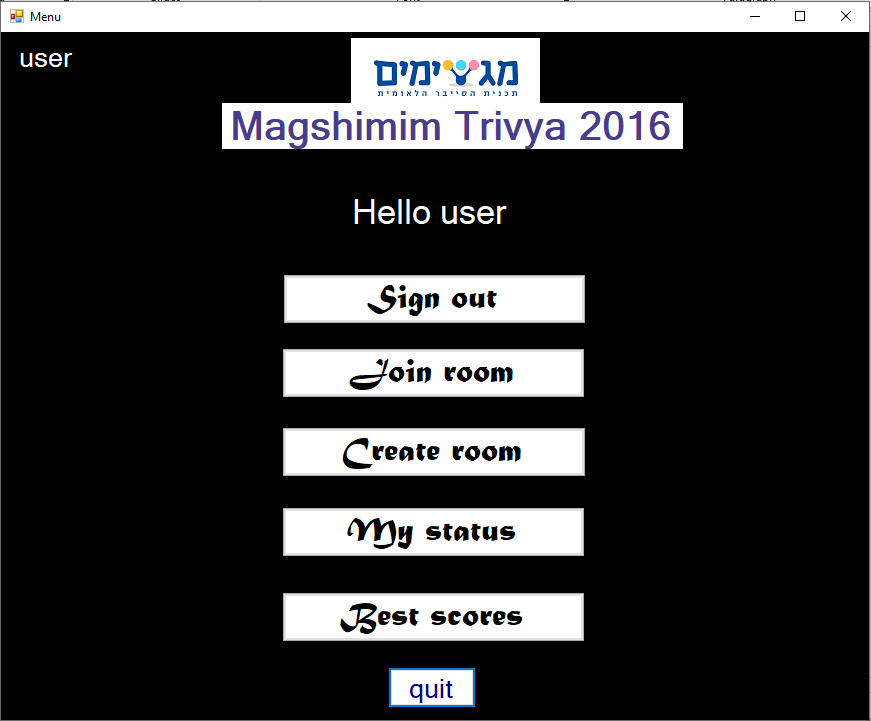 Menu
user
מגשימים
תכנית הסייבר הלאומית
Magshimim Trivya 2016
Hello user
Sign out
Join room
Create room
My status
Best scores
quit